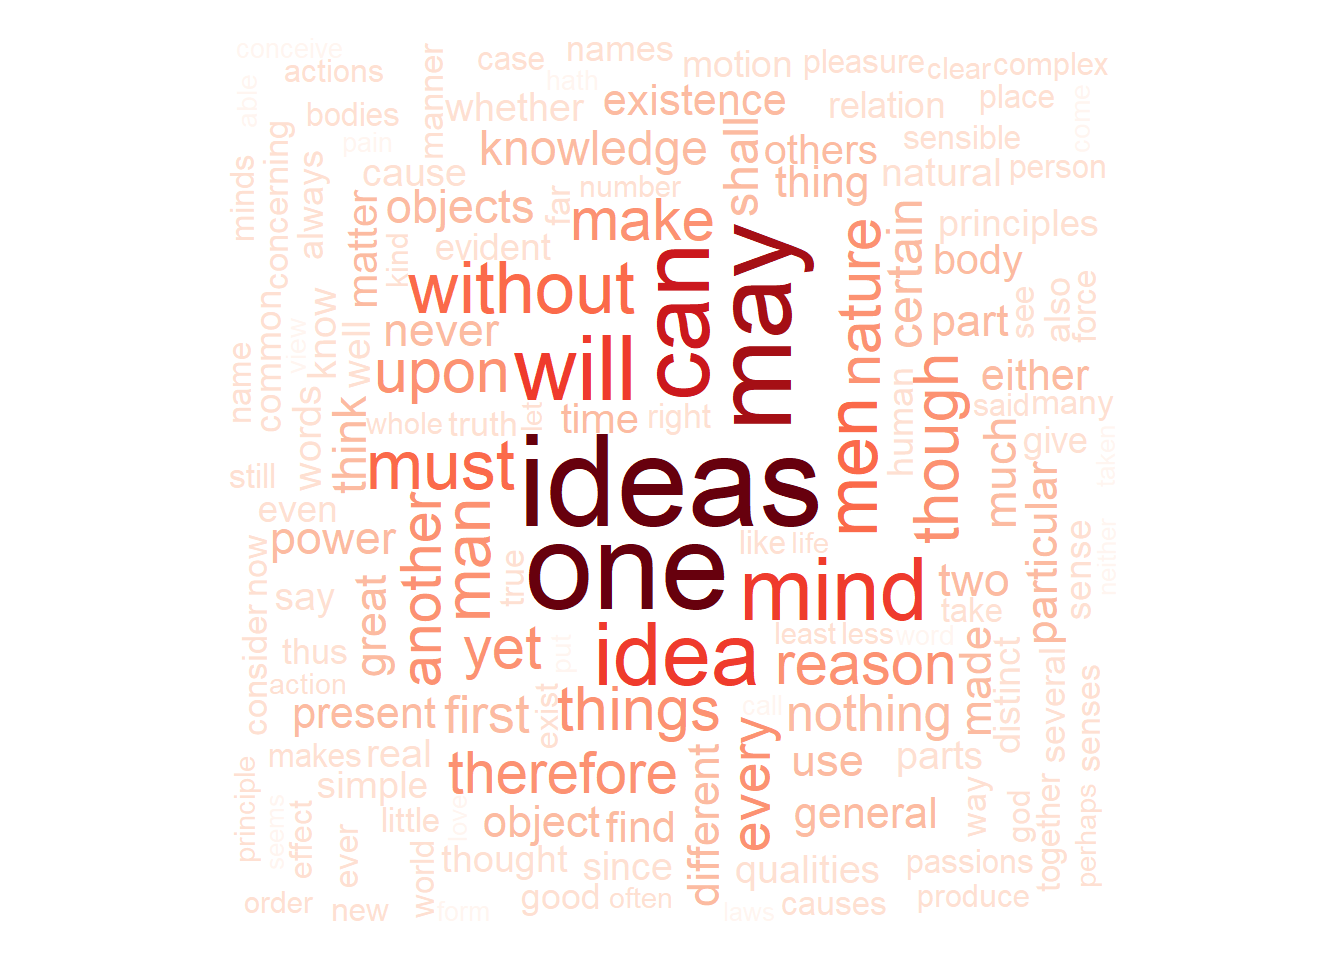 conceive
names
case
actions
motion
pleasure
clear
complex
hath
able
manner
bodies
whether
existence
relation
place
come
pain
knowledge
shall
others
sensible
minds
concerning
always
cause
number
thing
natural
person
matter
objects
far
make
certain
principles
kind
evident
can
may
nature
body
without
know
common
never
part
see
also
force
view
well
will
name
upon
either
words
think
whole
truth
let
time
right
men
human
though
said
many
must
ideas
much
give
taken
still
even
another
man
particular
power
one
like
life
sense
neither
now
true
mind
two
say
great
take
consider
thus
yet
put
idea
least
less
word
reason
made
distinct
several
action
present
first
exist
things
call
nothing
senses
makes
real
therefore
different
every
use
parts
simple
principle
seems
effect
little
love
object
find
general
way
god
together
perhaps
ever
world
thought
since
qualities
passions
order
new
form
good
often
laws
causes
produce